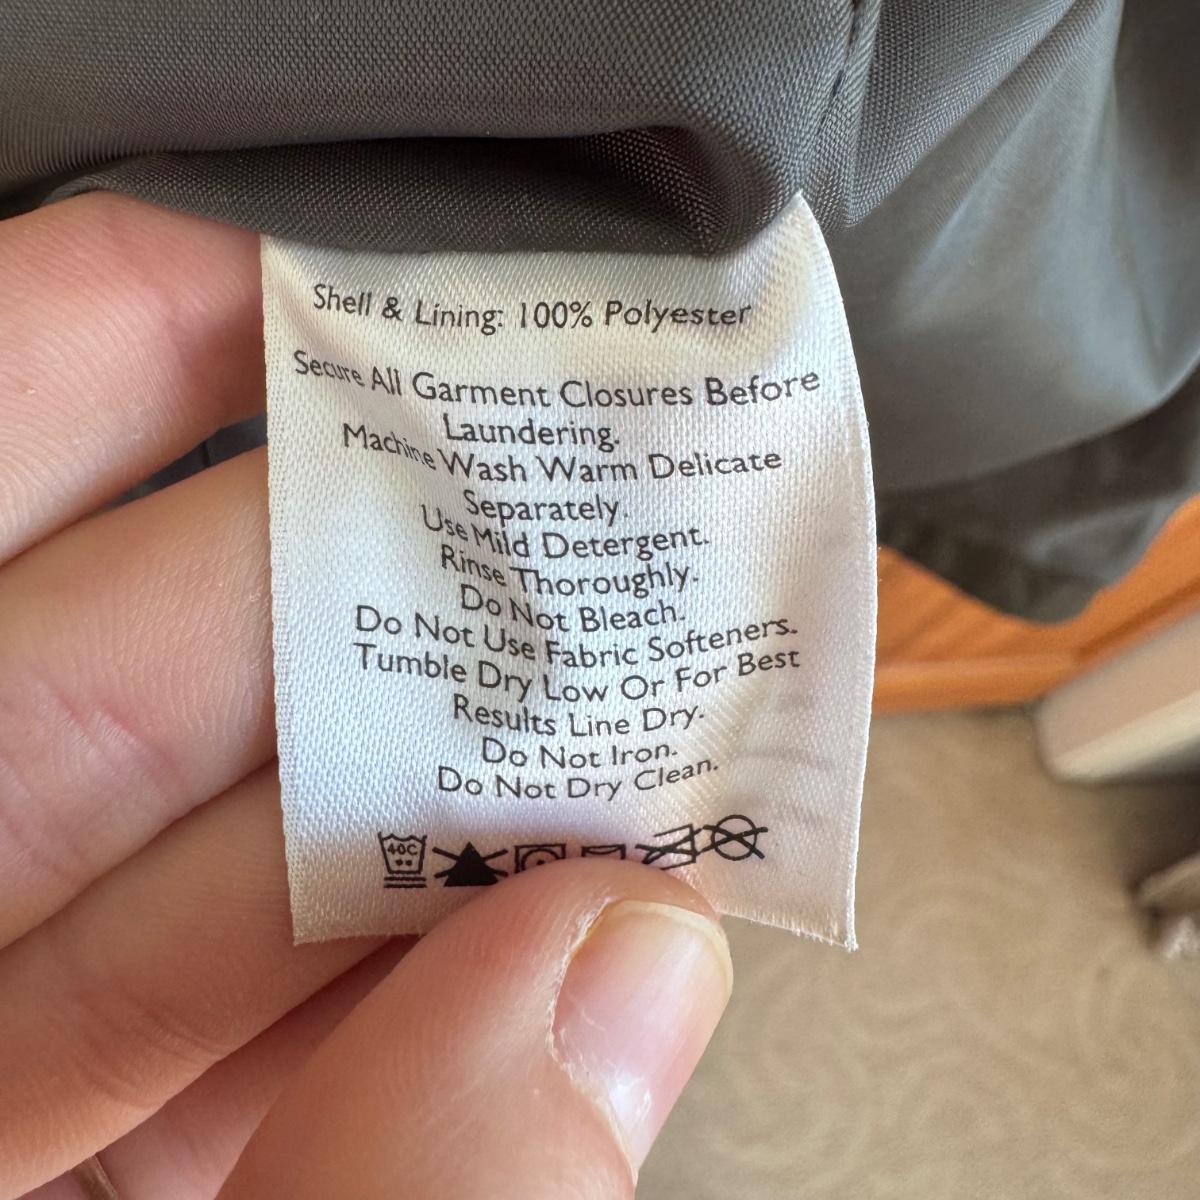 Shell & Lining: 100% Polyester
Secure All Garment Closures Before
Laundering.
Machine Wash Warm Delicate
Separately.
Use Mild Detergent.
Rinse Thoroughly.
Do Not Bleach.
Do Not Use Fabric Softeners.
Tumble Dry Low Or For Best
Results Line Dry.
Do Not Iron.
Do Not Dry Clean.
40C